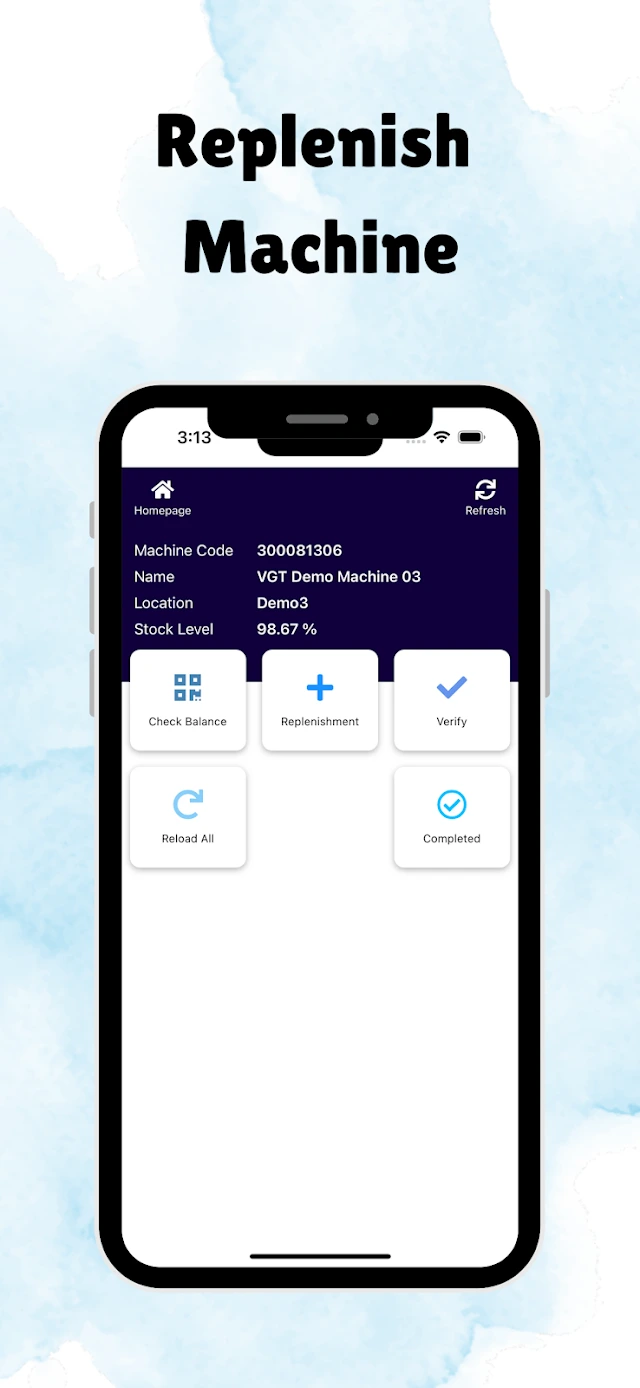 Replenish
Machine
3:13
Homepage
Refresh
Machine Code 300081306
Name VGT Demo Machine 03
Location Demo3
Stock Level 98.67 %
Check Balance
Replenishment
Verify
Reload All
Completed